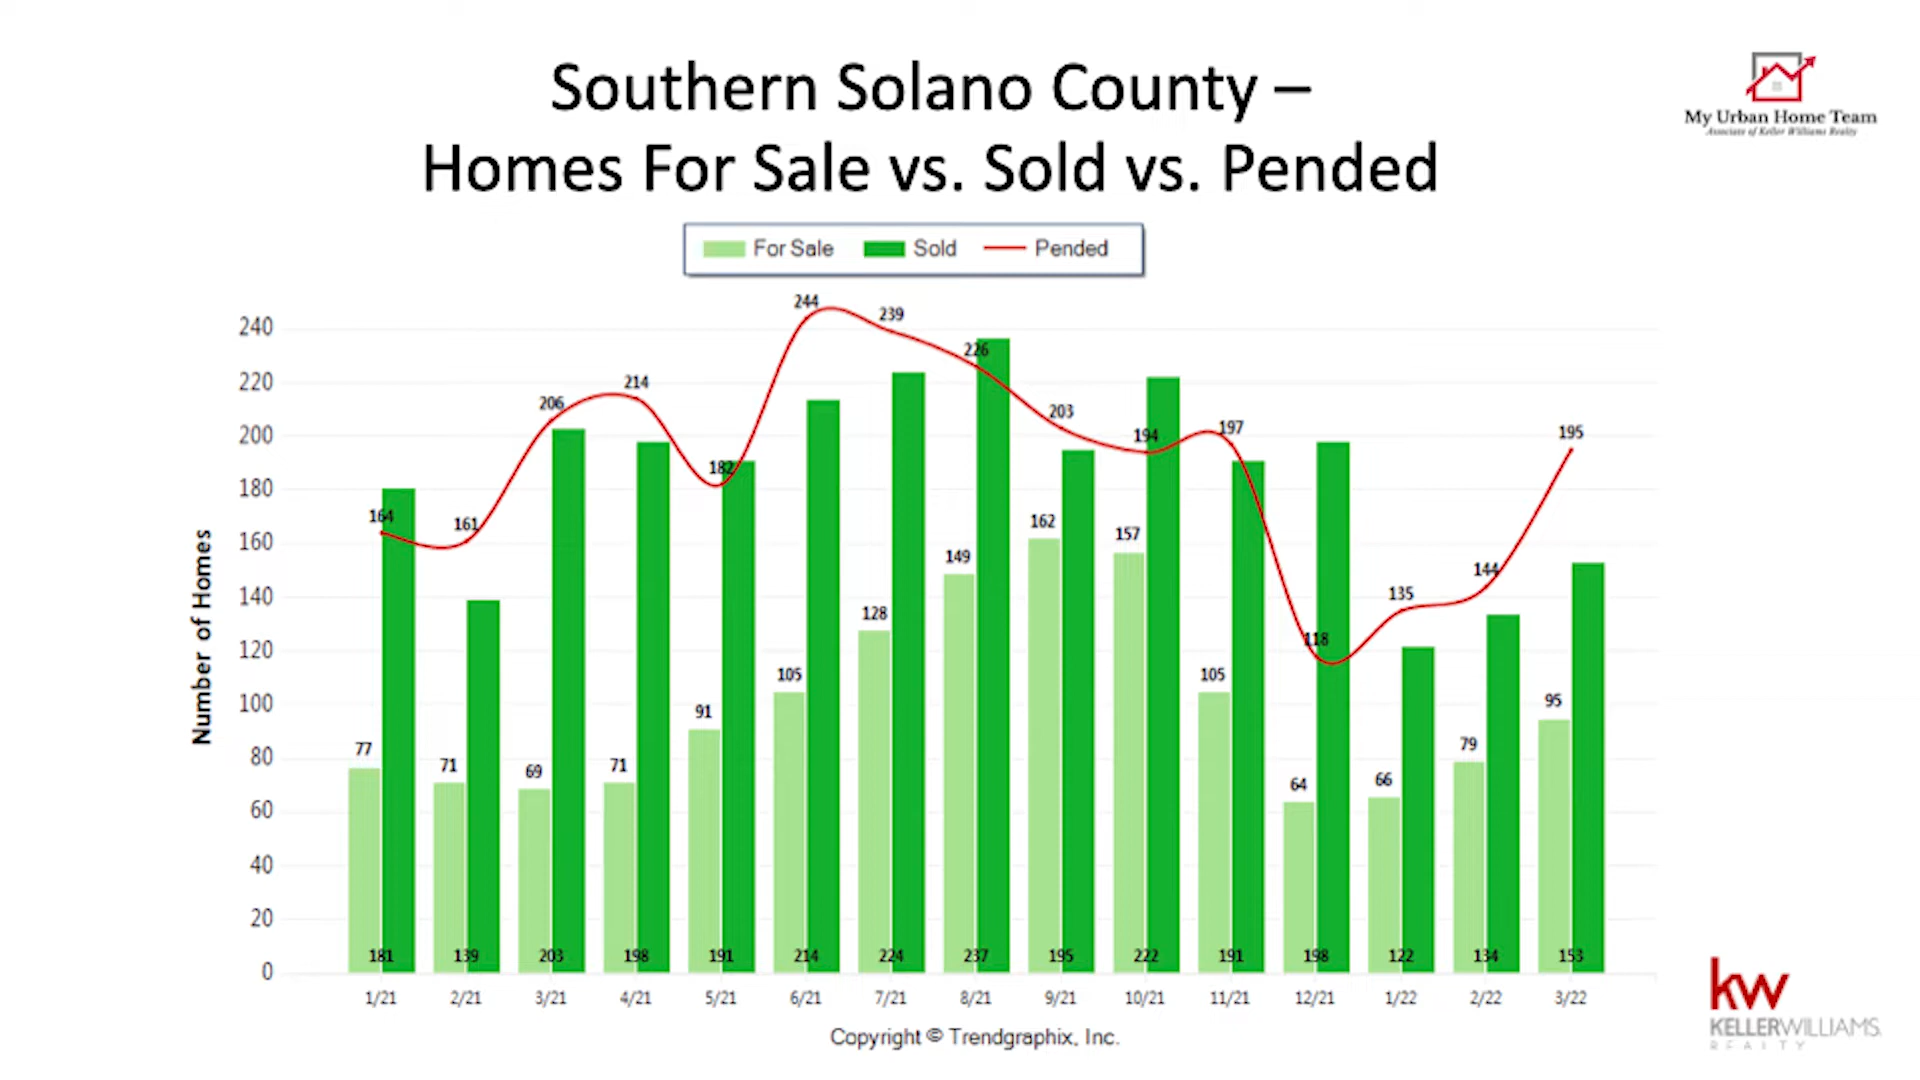 Southern Solano County –
Homes For Sale vs. Sold vs. Pended
My Urban Home Team
Associate of Keller Williams Realty
For Sale Sold Pended
Number of Homes
240
220
200
180
160
140
120
100
80
60
40
20
0
164 161 206 214 182 244 239 226 203 194 197 118 135 144 195
77 71 69 71 91 105 128 149 162 157 105 64 66 79 95
181 139 203 198 191 214 224 237 195 222 191 198 122 134 153
1/21 2/21 3/21 4/21 5/21 6/21 7/21 8/21 9/21 10/21 11/21 12/21 1/22 2/22 3/22
Copyright © Trendgraphix, Inc.
kw
KELLERWILLIAMS.
REALTY